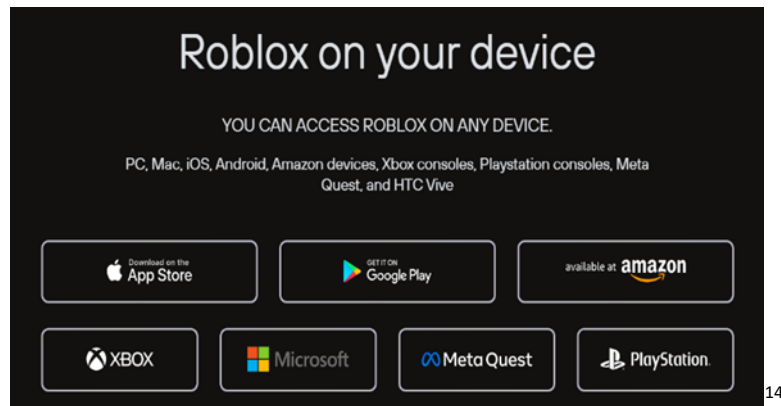 Roblox on your device
YOU CAN ACCESS ROBLOX ON ANY DEVICE.
PC, Mac, iOS, Android, Amazon devices, Xbox consoles, Playstation consoles, Meta
Quest, and HTC Vive
Download on the
App Store
GET IT ON
Google Play
available at amazon
XBOX
Microsoft
Meta Quest
PlayStation.
14